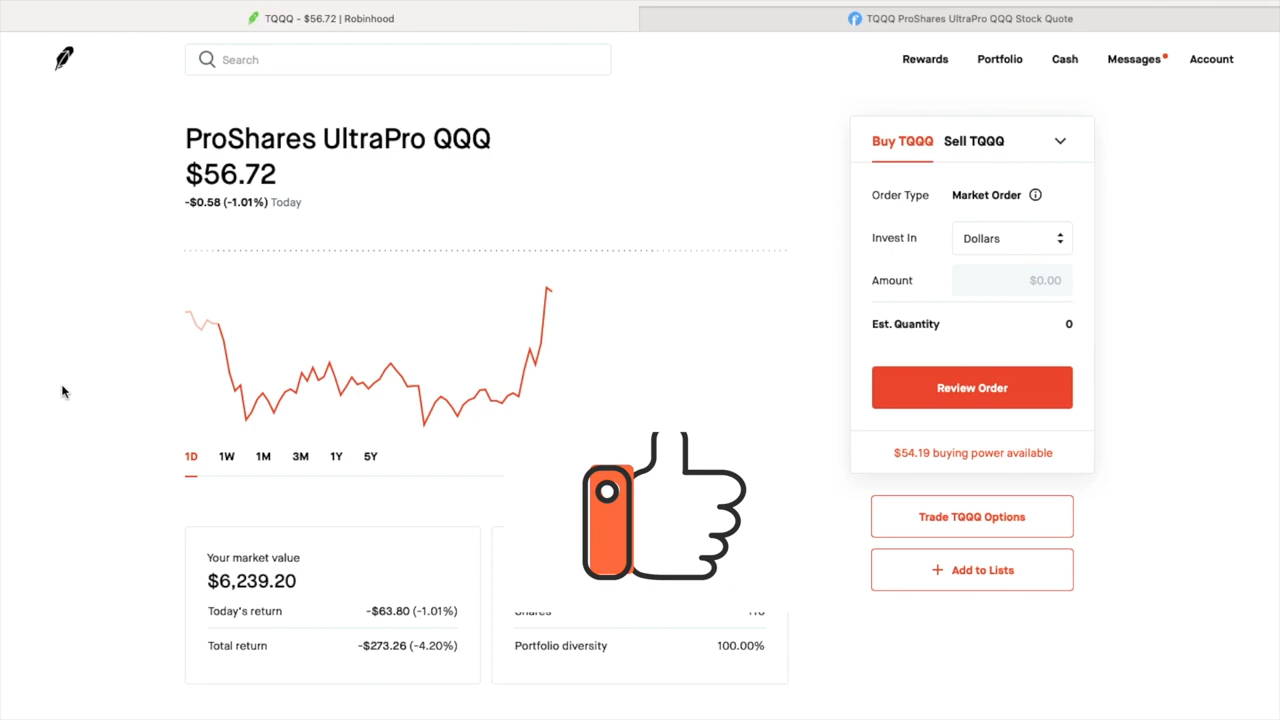 TQQQ - $56.72 | Robinhood
TQQQ ProShares UltraPro QQQ Stock Quote
Search
Rewards
Portfolio
Cash
Messages
Account
ProShares UltraPro QQQ
$56.72
-$0.58 (-1.01%) Today
1D
1W
1M
3M
1Y
5Y
Your market value
$6,239.20
Today's return
-$63.80 (-1.01%)
Total return
-$273.26 (-4.20%)
Portfolio diversity
100.00%
Buy TQQQ
Sell TQQQ
Order Type
Market Order
Invest In
Dollars
Amount
$0.00
Est. Quantity
0
Review Order
$54.19 buying power available
Trade TQQQ Options
+ Add to Lists